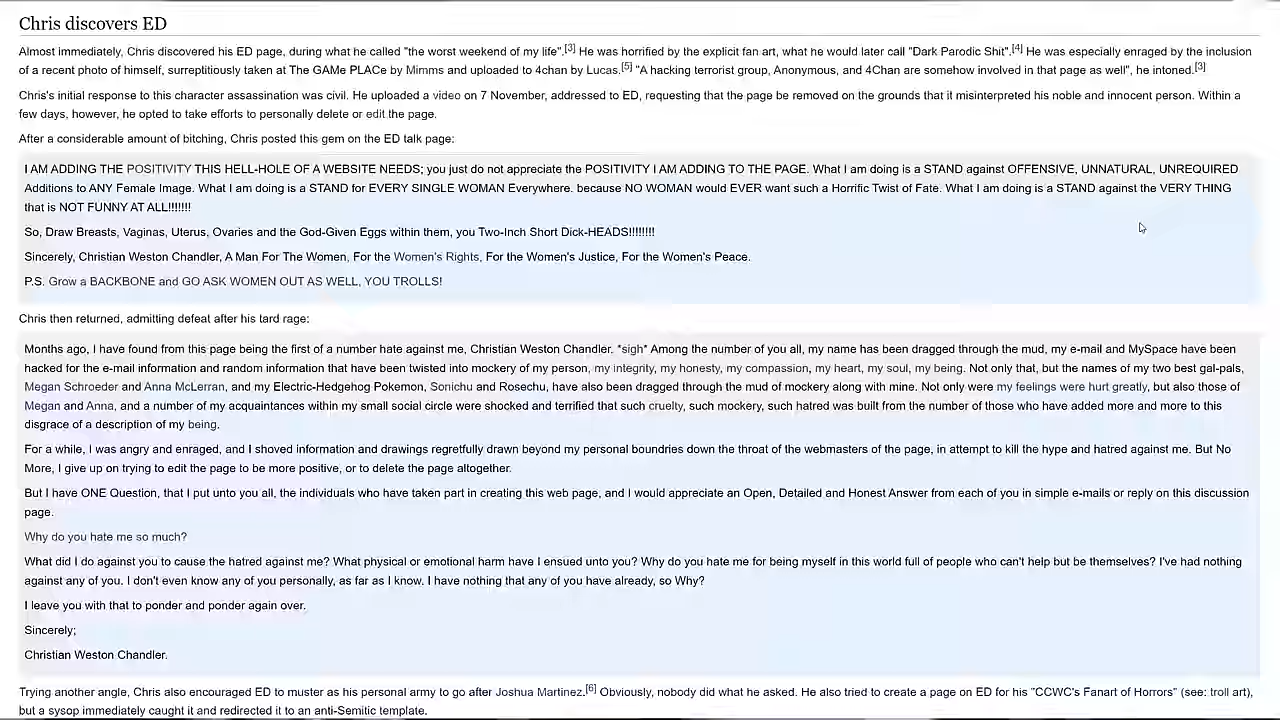 Chris discovers ED
Almost immediately, Chris discovered his ED page, during what he called "the worst weekend of my life".[3] He was horrified by the explicit fan art, what he would later call "Dark Parodic Shit".[4] He was especially enraged by the inclusion
of a recent photo of himself, surreptitiously taken at The GAMe PLACe by Mimms and uploaded to 4chan by Lucas.[5] "A hacking terrorist group, Anonymous, and 4Chan are somehow involved in that page as well", he intoned.[3]
Chris's initial response to this character assassination was civil. He uploaded a video on 7 November, addressed to ED, requesting that the page be removed on the grounds that it misinterpreted his noble and innocent person. Within a
few days, however, he opted to take efforts to personally delete or edit the page.
After a considerable amount of bitching, Chris posted this gem on the ED talk page:
I AM ADDING THE POSITIVITY THIS HELL-HOLE OF A WEBSITE NEEDS; you just do not appreciate the POSITIVITY I AM ADDING TO THE PAGE. What I am doing is a STAND against OFFENSIVE, UNNATURAL, UNREQUIRED
Additions to ANY Female Image. What I am doing is a STAND for EVERY SINGLE WOMAN Everywhere. because NO WOMAN would EVER want such a Horrific Twist of Fate. What I am doing is a STAND against the VERY THING
that is NOT FUNNY AT ALL!!!!!!!
So, Draw Breasts, Vaginas, Uterus, Ovaries and the God-Given Eggs within them, you Two-Inch Short Dick-HEADS!!!!!!!!
Sincerely, Christian Weston Chandler, A Man For The Women, For the Women's Rights, For the Women's Justice, For the Women's Peace.
P.S. Grow a BACKBONE and GO ASK WOMEN OUT AS WELL, YOU TROLLS!
Chris then returned, admitting defeat after his tard rage:
Months ago, I have found from this page being the first of a number hate against me, Christian Weston Chandler. *sigh* Among the number of you all, my name has been dragged through the mud, my e-mail and MySpace have been
hacked for the e-mail information and random information that have been twisted into mockery of my person, my integrity, my honesty, my compassion, my heart, my soul, my being. Not only that, but the names of my two best gal-pals,
Megan Schroeder and Anna McLerran, and my Electric-Hedgehog Pokemon, Sonichu and Rosechu, have also been dragged through the mud of mockery along with mine. Not only were my feelings were hurt greatly, but also those of
Megan and Anna, and a number of my acquaintances within my small social circle were shocked and terrified that such cruelty, such mockery, such hatred was built from the number of those who have added more and more to this
disgrace of a description of my being.
For a while, I was angry and enraged, and I shoved information and drawings regretfully drawn beyond my personal boundries down the throat of the webmasters of the page, in attempt to kill the hype and hatred against me. But No
More, I give up on trying to edit the page to be more positive, or to delete the page altogether.
But I have ONE Question, that I put unto you all, the individuals who have taken part in creating this web page, and I would appreciate an Open, Detailed and Honest Answer from each of you in simple e-mails or reply on this discussion
page.
Why do you hate me so much?
What did I do against you to cause the hatred against me? What physical or emotional harm have I ensued unto you? Why do you hate me for being myself in this world full of people who can't help but be themselves? I've had nothing
against any of you. I don't even know any of you personally, as far as I know. I have nothing that any of you have already, so Why?
I leave you with that to ponder and ponder again over.
Sincerely;
Christian Weston Chandler.
Trying another angle, Chris also encouraged ED to muster as his personal army to go after Joshua Martinez.[6] Obviously, nobody did what he asked. He also tried to create a page on ED for his "CCWC's Fanart of Horrors" (see: troll art),
but a sysop immediately caught it and redirected it to an anti-Semitic template.